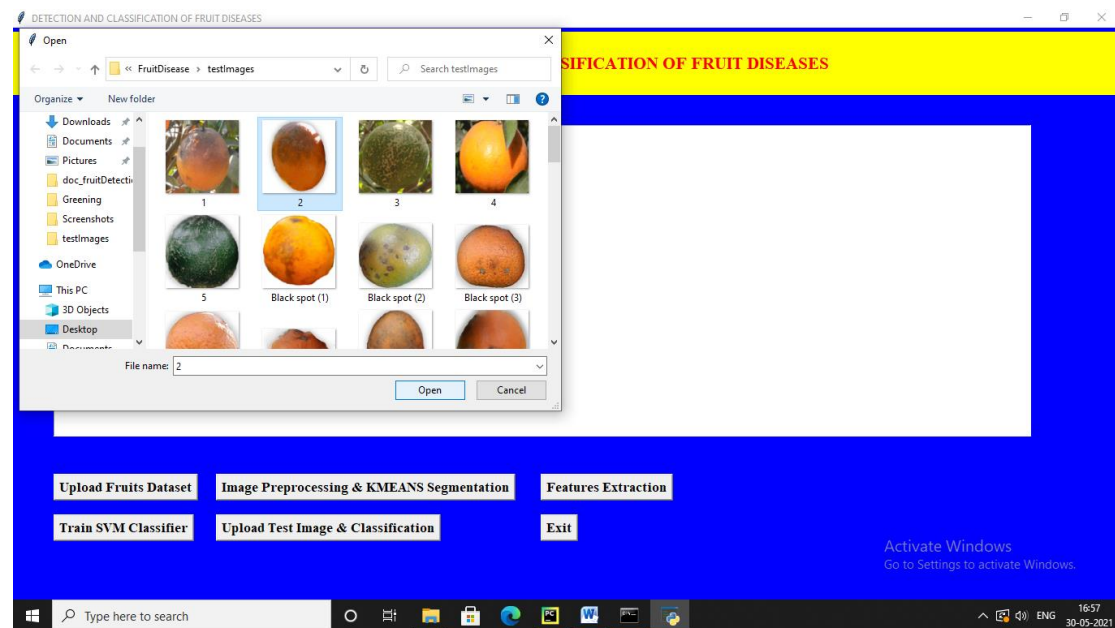 DETECTION AND CLASSIFICATION OF FRUIT DISEASES
Open
SIFICATION OF FRUIT DISEASES
« FruitDisease › testImages
Search testImages
Organize
New folder
Downloads
Documents
Pictures
doc_fruitDetecti
Greening
Screenshots
testImages
OneDrive
This PC
3D Objects
Desktop
Documents
1
2
3
4
5
Black spot (1)
Black spot (2)
Black spot (3)
File name: 2
Open
Cancel
Upload Fruits Dataset
Image Preprocessing & KMEANS Segmentation
Features Extraction
Train SVM Classifier
Upload Test Image & Classification
Exit
Activate Windows
Go to Settings to activate Windows.
Type here to search
ENG
16:57
30-05-2021